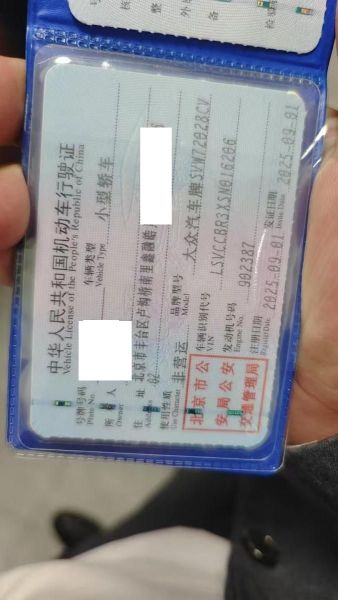 中华人民共和国机动车行驶证
Vehicle License of the People's Republic of China
号牌号码
Plate No.
车辆类型 小型轿车
Vehicle Type
所有人
Owner
住址 北京市丰台区卢沟桥南里鑫融
Address
使用性质 非营运
Use Character
品牌型号 大众汽车牌SVW72028CV
Model
车辆识别代号 LSVCCBR3XSN016206
VIN
发动机号码 902387
Engine No.
注册日期 2025-09-01
Register Date
发证日期 2025-09-01
Issue Date
北京市公
安局公安
交通管理局